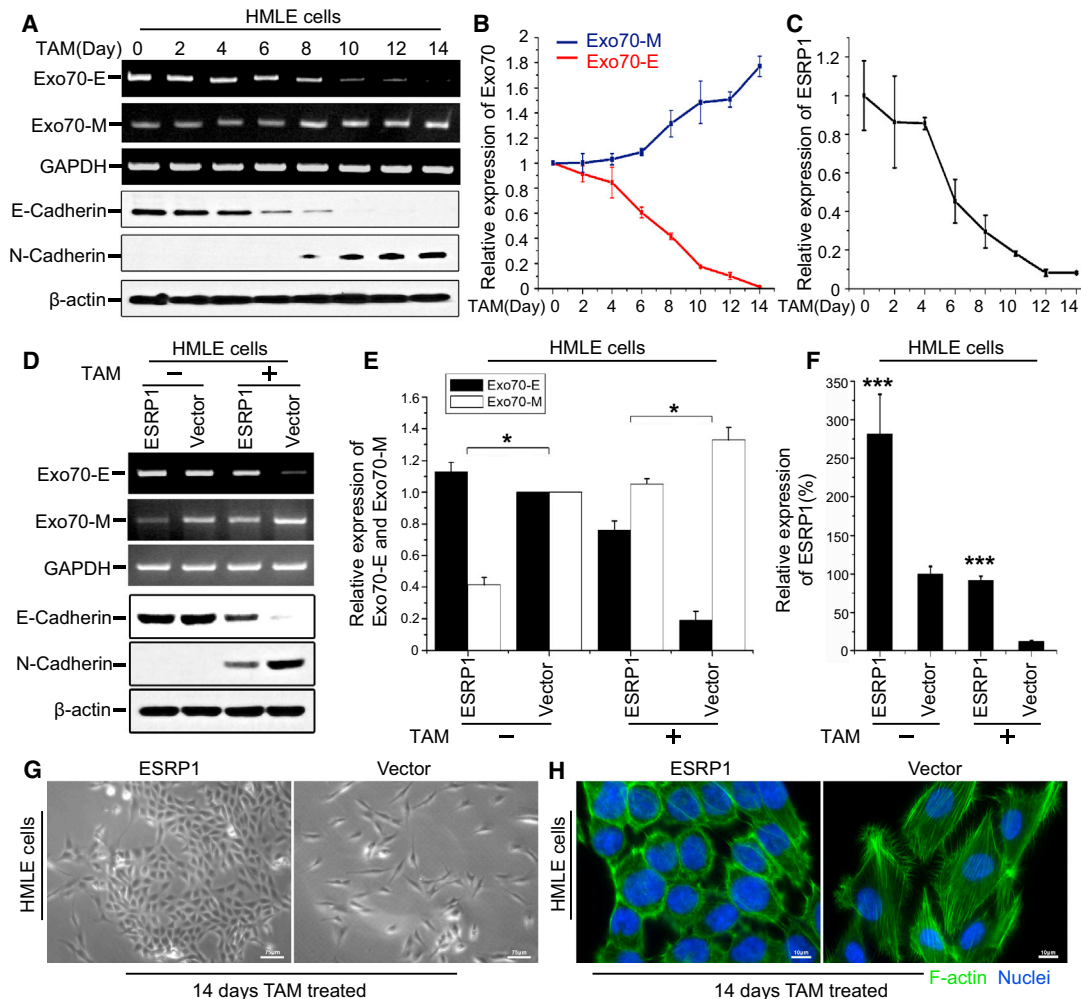 A
HMLE cells
TAM(Day) 0 2 4 6 8 10 12 14
Exo70-E
Exo70-M
GAPDH
E-Cadherin
N-Cadherin
β-actin
B
Relative expression of Exo70
Exo70-M
Exo70-E
2
1.8
1.6
1.4
1.2
1
0.8
0.6
0.4
0.2
0
TAM(Day) 0 2 4 6 8 10 12 14
C
Relative expression of ESRP1
1.2
1
0.8
0.6
0.4
0.2
0
TAM(Day) 0 2 4 6 8 10 12 14
D
HMLE cells
TAM − +
ESRP1 Vector ESRP1 Vector
Exo70-E
Exo70-M
GAPDH
E-Cadherin
N-Cadherin
β-actin
E
HMLE cells
Exo70-E
Exo70-M
Relative expression of
Exo70-E and Exo70-M
1.6
1.4
1.2
1.0
0.8
0.6
0.4
0.2
0.0
* *
ESRP1 Vector ESRP1 Vector
TAM − +
F
HMLE cells
Relative expression
of ESRP1(%)
350
300
250
200
150
100
50
0
*** ***
ESRP1 Vector ESRP1 Vector
TAM − +
G
ESRP1 Vector
HMLE cells
75μm 75μm
14 days TAM treated
H
ESRP1 Vector
HMLE cells
10μm 10μm
14 days TAM treated
F-actin Nuclei